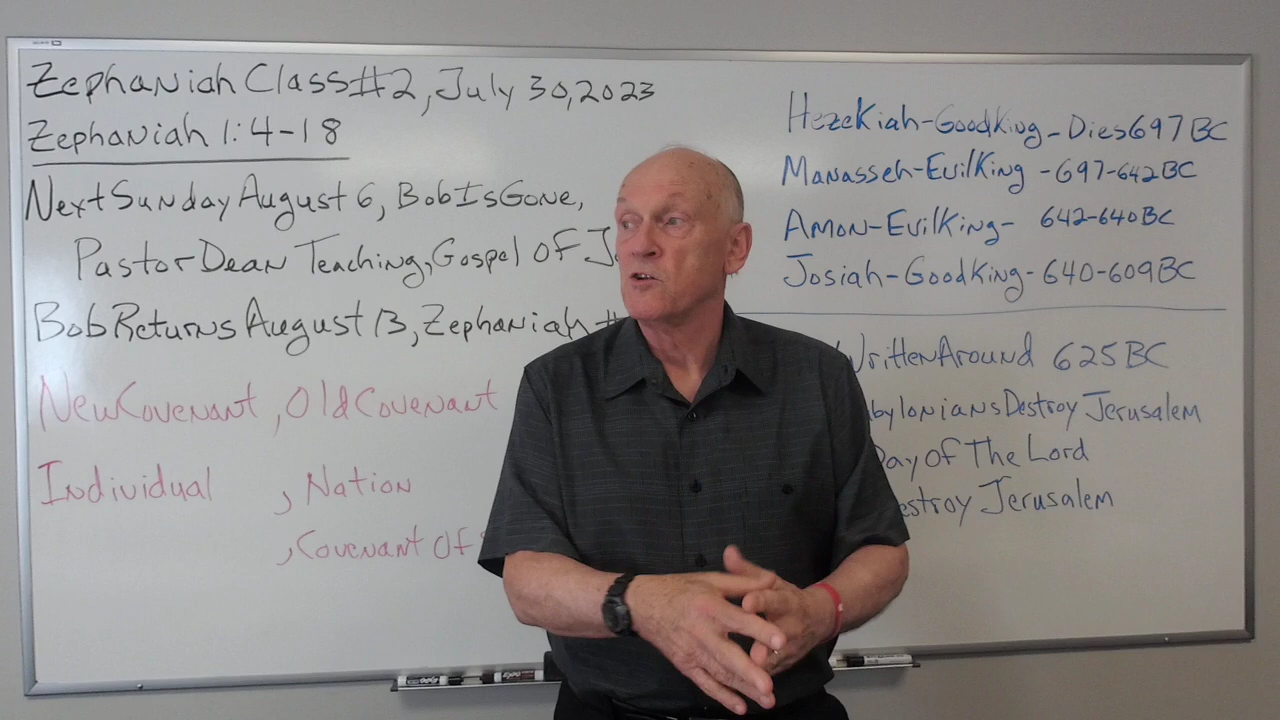 Zephaniah Class #2, July 30, 2023
Zephaniah 1:4-18
Next Sunday August 6, Bob Is Gone,
Pastor Dean Teaching, Gospel Of
Bob Returns August 13, Zephaniah
New Covenant, Old Covenant
Individual , Nation
, Covenant Of
Hezekiah-Good King-Dies 697 BC
Manasseh-Evil King -697-642 BC
Amon-Evil King- 642-640 BC
Josiah-Good King-640-609 BC
Written Around 625 BC
Destroy Jerusalem
Day Of The Lord
Jerusalem
EXPO